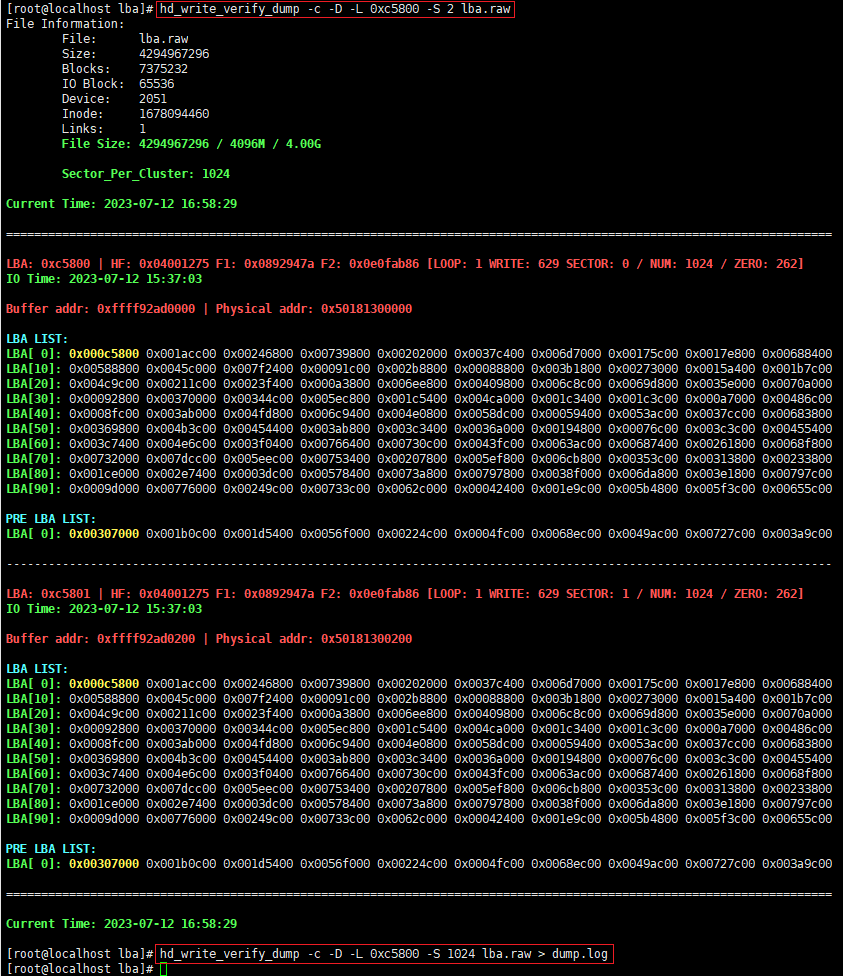 [root@localhost lba]# hd_write_verify_dump -c -D -L 0xc5800 -S 2 lba.raw
File Information:
File: lba.raw
Size: 4294967296
Blocks: 7375232
IO Block: 65536
Device: 2051
Inode: 1678094460
Links: 1
File Size: 4294967296 / 4096M / 4.00G
Sector_Per_Cluster: 1024
Current Time: 2023-07-12 16:58:29
======================================================================================================================
LBA: 0xc5800 | HF: 0x04001275 F1: 0x0892947a F2: 0x0e0fab86 [LOOP: 1 WRITE: 629 SECTOR: 0 / NUM: 1024 / ZERO: 262]
IO Time: 2023-07-12 15:37:03
Buffer addr: 0xffff92ad0000 | Physical addr: 0x50181300000
LBA LIST:
LBA[ 0]: 0x000c5800 0x001acc00 0x00246800 0x00739800 0x00202000 0x0037c400 0x006d7000 0x00175c00 0x0017e800 0x00688400
LBA[10]: 0x00588800 0x0045c000 0x007f2400 0x00091c00 0x002b8800 0x00088800 0x003b1800 0x00273000 0x0015a400 0x001b7c00
LBA[20]: 0x004c9c00 0x00211c00 0x0023f400 0x000a3800 0x006ee800 0x00409800 0x006c8c00 0x0069d800 0x0035e000 0x0070a000
LBA[30]: 0x00092800 0x00370000 0x00344c00 0x005ec800 0x001c5400 0x004ca000 0x001c3400 0x001c3c00 0x000a7000 0x00486c00
LBA[40]: 0x0008fc00 0x003ab000 0x004fd800 0x006c9400 0x004e0800 0x0058dc00 0x00059400 0x0053ac00 0x0037cc00 0x00683800
LBA[50]: 0x00369800 0x004b3c00 0x00454400 0x003ab800 0x003c3400 0x0036a000 0x00194800 0x00076c00 0x003c3c00 0x00455400
LBA[60]: 0x003c7400 0x004e6c00 0x003f0400 0x00766400 0x00730c00 0x0043fc00 0x0063ac00 0x00687400 0x00261800 0x0068f800
LBA[70]: 0x00732000 0x007dcc00 0x005eec00 0x00753400 0x00207800 0x005ef800 0x006cb800 0x00353c00 0x00313800 0x00233800
LBA[80]: 0x001ce000 0x002e7400 0x0003dc00 0x00578400 0x0073a800 0x00797800 0x0038f000 0x006da800 0x003e1800 0x00797c00
LBA[90]: 0x0009d000 0x00776000 0x00249c00 0x00733c00 0x0062c000 0x00042400 0x001e9c00 0x005b4800 0x005f3c00 0x00655c00
PRE LBA LIST:
LBA[ 0]: 0x00307000 0x001b0c00 0x001d5400 0x0056f000 0x00224c00 0x0004fc00 0x0068ec00 0x0049ac00 0x00727c00 0x003a9c00
----------------------------------------------------------------------------------------------------------------------
LBA: 0xc5801 | HF: 0x04001275 F1: 0x0892947a F2: 0x0e0fab86 [LOOP: 1 WRITE: 629 SECTOR: 1 / NUM: 1024 / ZERO: 262]
IO Time: 2023-07-12 15:37:03
Buffer addr: 0xffff92ad0200 | Physical addr: 0x50181300200
LBA LIST:
LBA[ 0]: 0x000c5800 0x001acc00 0x00246800 0x00739800 0x00202000 0x0037c400 0x006d7000 0x00175c00 0x0017e800 0x00688400
LBA[10]: 0x00588800 0x0045c000 0x007f2400 0x00091c00 0x002b8800 0x00088800 0x003b1800 0x00273000 0x0015a400 0x001b7c00
LBA[20]: 0x004c9c00 0x00211c00 0x0023f400 0x000a3800 0x006ee800 0x00409800 0x006c8c00 0x0069d800 0x0035e000 0x0070a000
LBA[30]: 0x00092800 0x00370000 0x00344c00 0x005ec800 0x001c5400 0x004ca000 0x001c3400 0x001c3c00 0x000a7000 0x00486c00
LBA[40]: 0x0008fc00 0x003ab000 0x004fd800 0x006c9400 0x004e0800 0x0058dc00 0x00059400 0x0053ac00 0x0037cc00 0x00683800
LBA[50]: 0x00369800 0x004b3c00 0x00454400 0x003ab800 0x003c3400 0x0036a000 0x00194800 0x00076c00 0x003c3c00 0x00455400
LBA[60]: 0x003c7400 0x004e6c00 0x003f0400 0x00766400 0x00730c00 0x0043fc00 0x0063ac00 0x00687400 0x00261800 0x0068f800
LBA[70]: 0x00732000 0x007dcc00 0x005eec00 0x00753400 0x00207800 0x005ef800 0x006cb800 0x00353c00 0x00313800 0x00233800
LBA[80]: 0x001ce000 0x002e7400 0x0003dc00 0x00578400 0x0073a800 0x00797800 0x0038f000 0x006da800 0x003e1800 0x00797c00
LBA[90]: 0x0009d000 0x00776000 0x00249c00 0x00733c00 0x0062c000 0x00042400 0x001e9c00 0x005b4800 0x005f3c00 0x00655c00
PRE LBA LIST:
LBA[ 0]: 0x00307000 0x001b0c00 0x001d5400 0x0056f000 0x00224c00 0x0004fc00 0x0068ec00 0x0049ac00 0x00727c00 0x003a9c00
======================================================================================================================
Current Time: 2023-07-12 16:58:29
[root@localhost lba]# hd_write_verify_dump -c -D -L 0xc5800 -S 1024 lba.raw > dump.log
[root@localhost lba]#